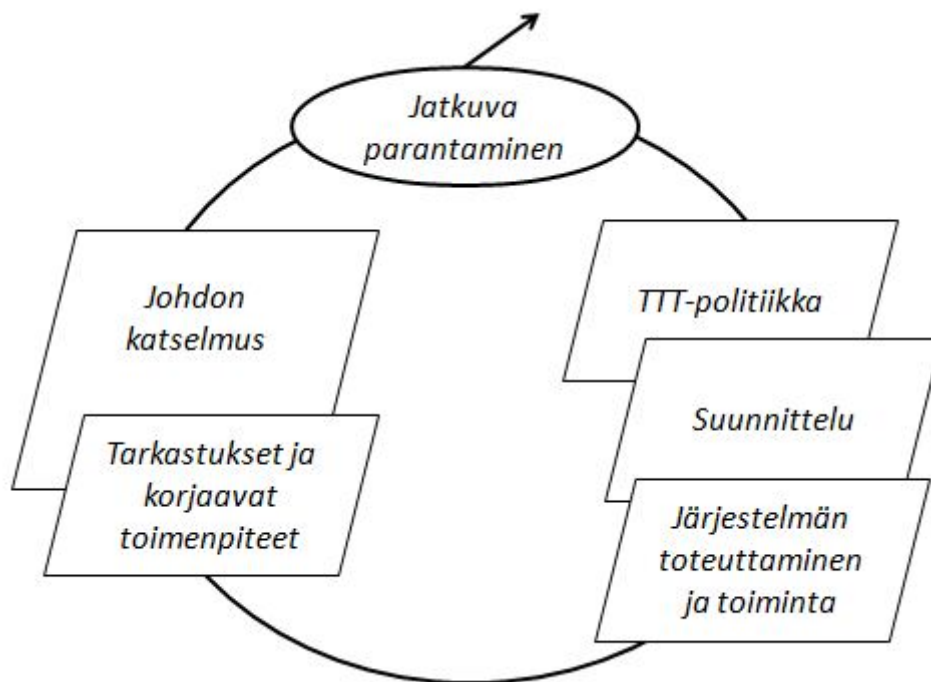 Jatkuva
parantaminen
Johdon
katselmus
Tarkastukset ja
korjaavat
toimenpiteet
TTT-politiikka
Suunnittelu
Järjestelmän
toteuttaminen
ja toiminta